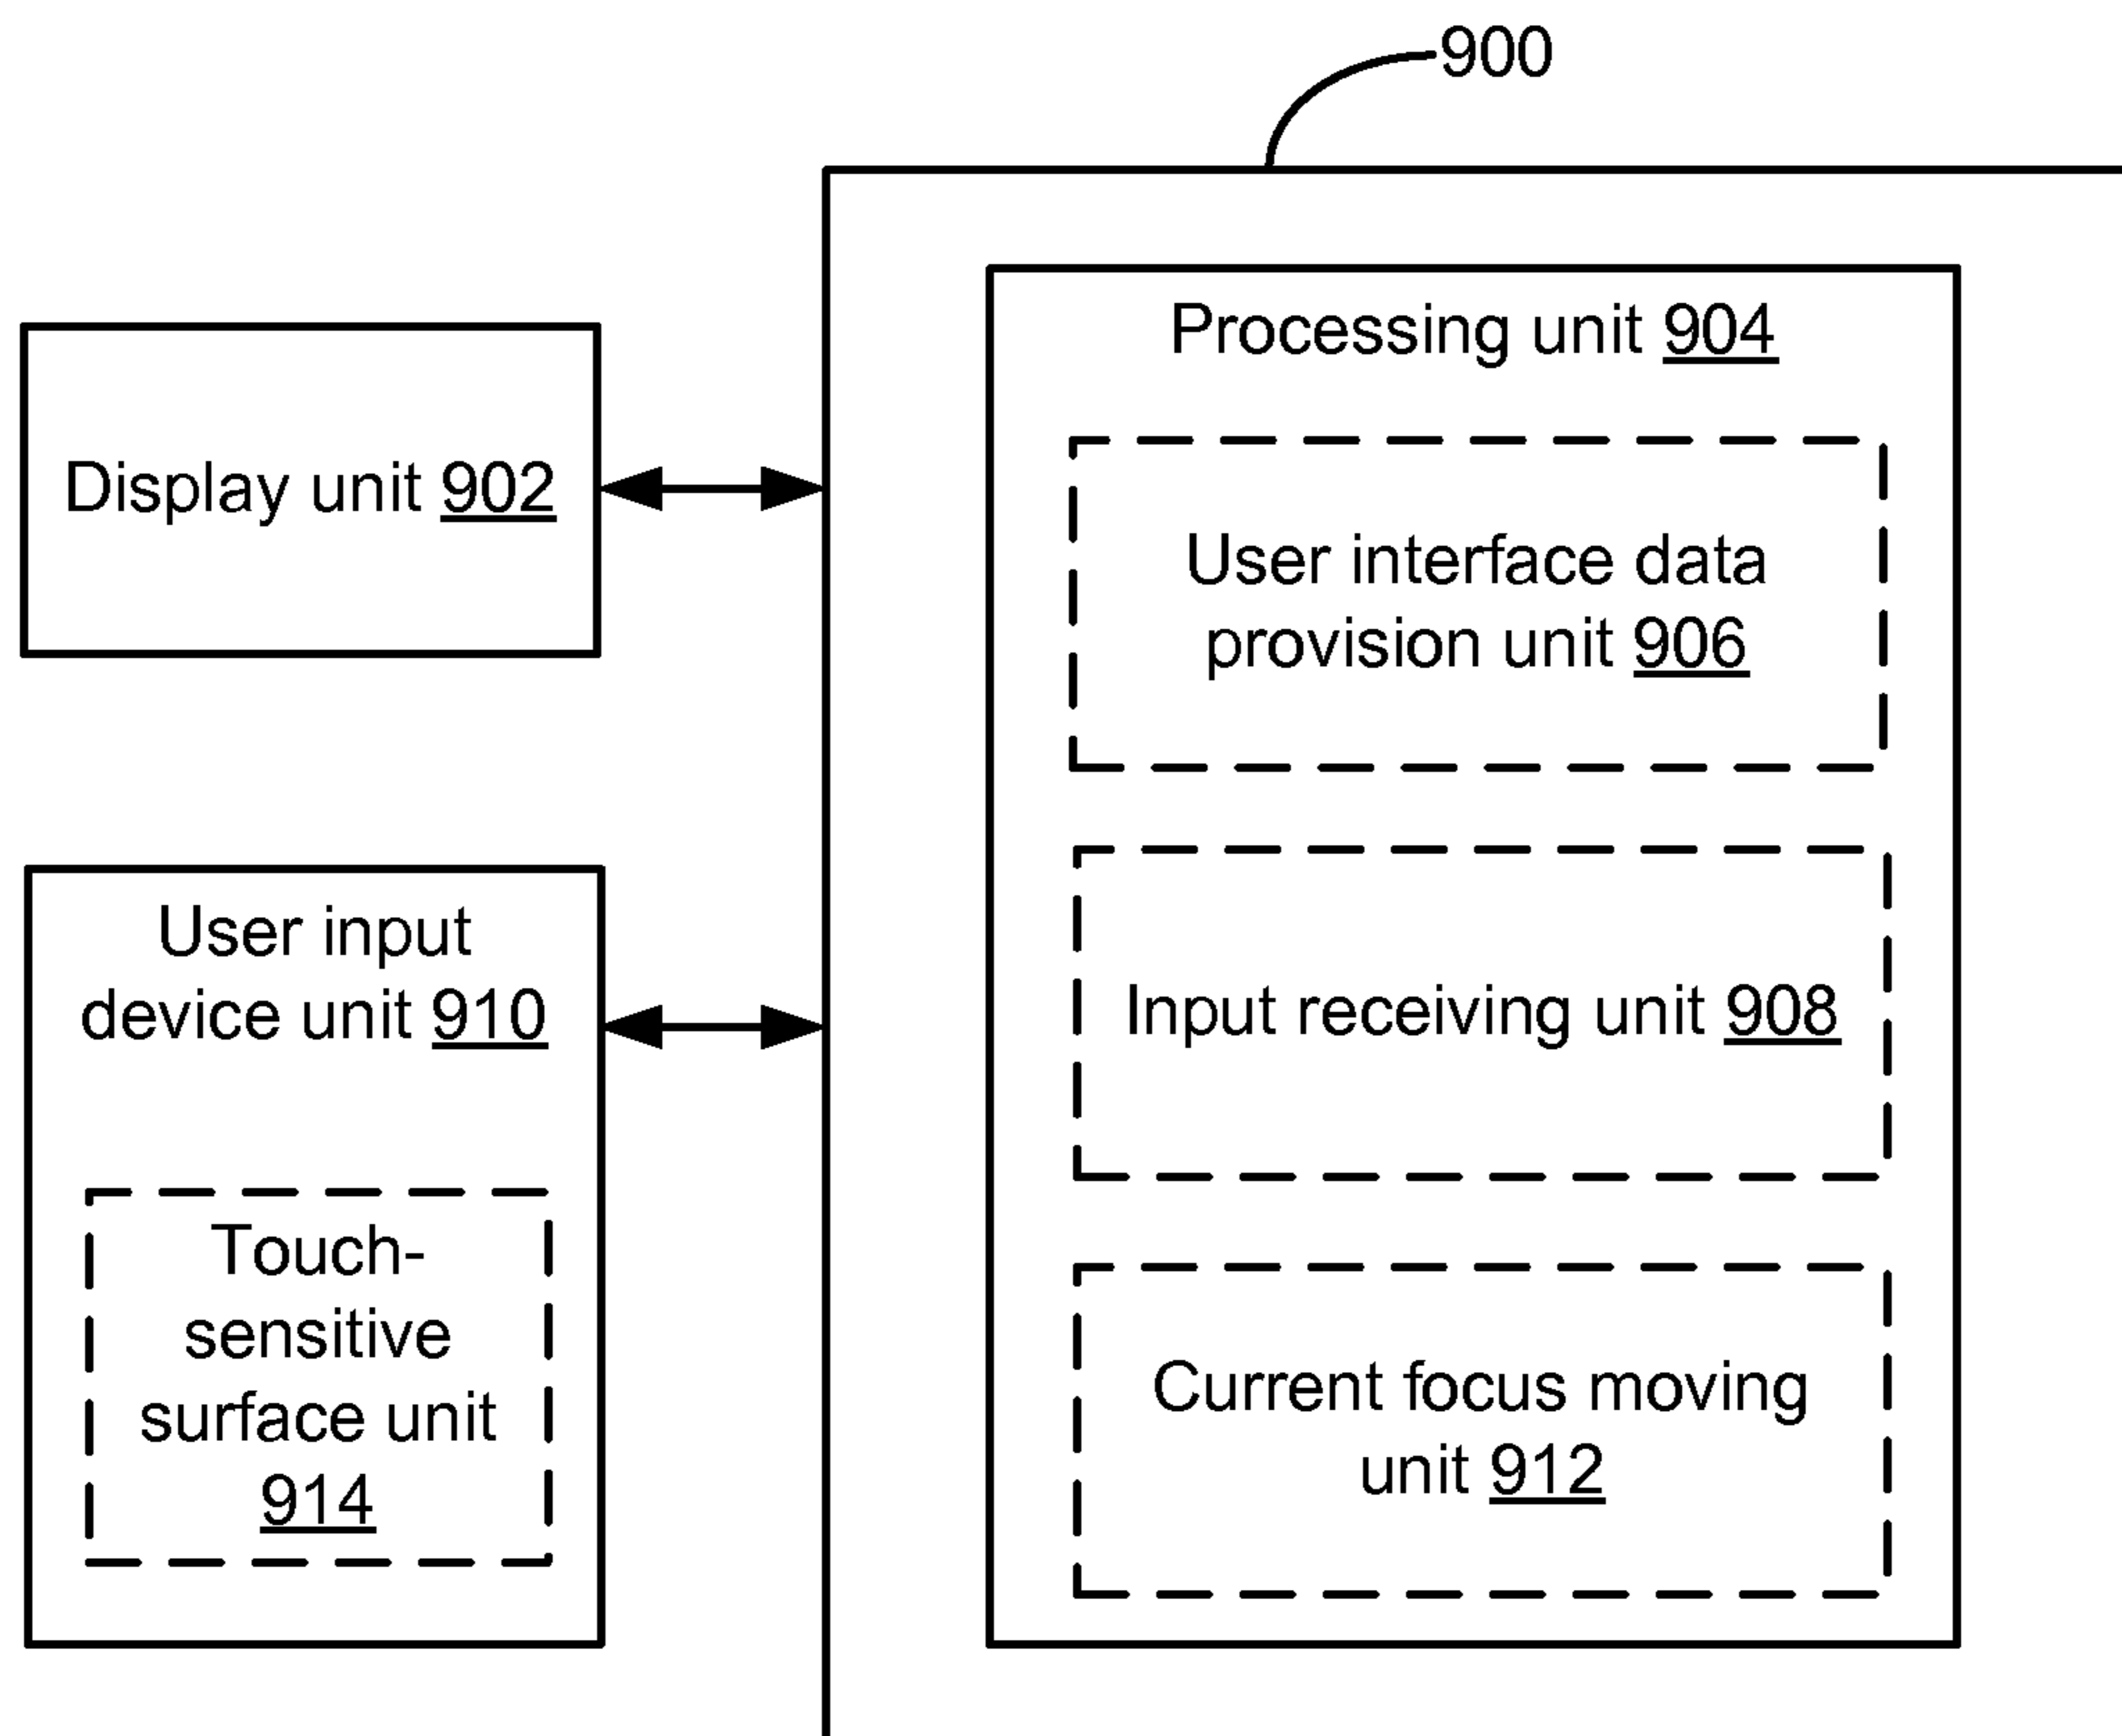 900
Display unit 902
User input
device unit 910
Touch-
sensitive
surface unit
914
Processing unit 904
User interface data
provision unit 906
Input receiving unit 908
Current focus moving
unit 912